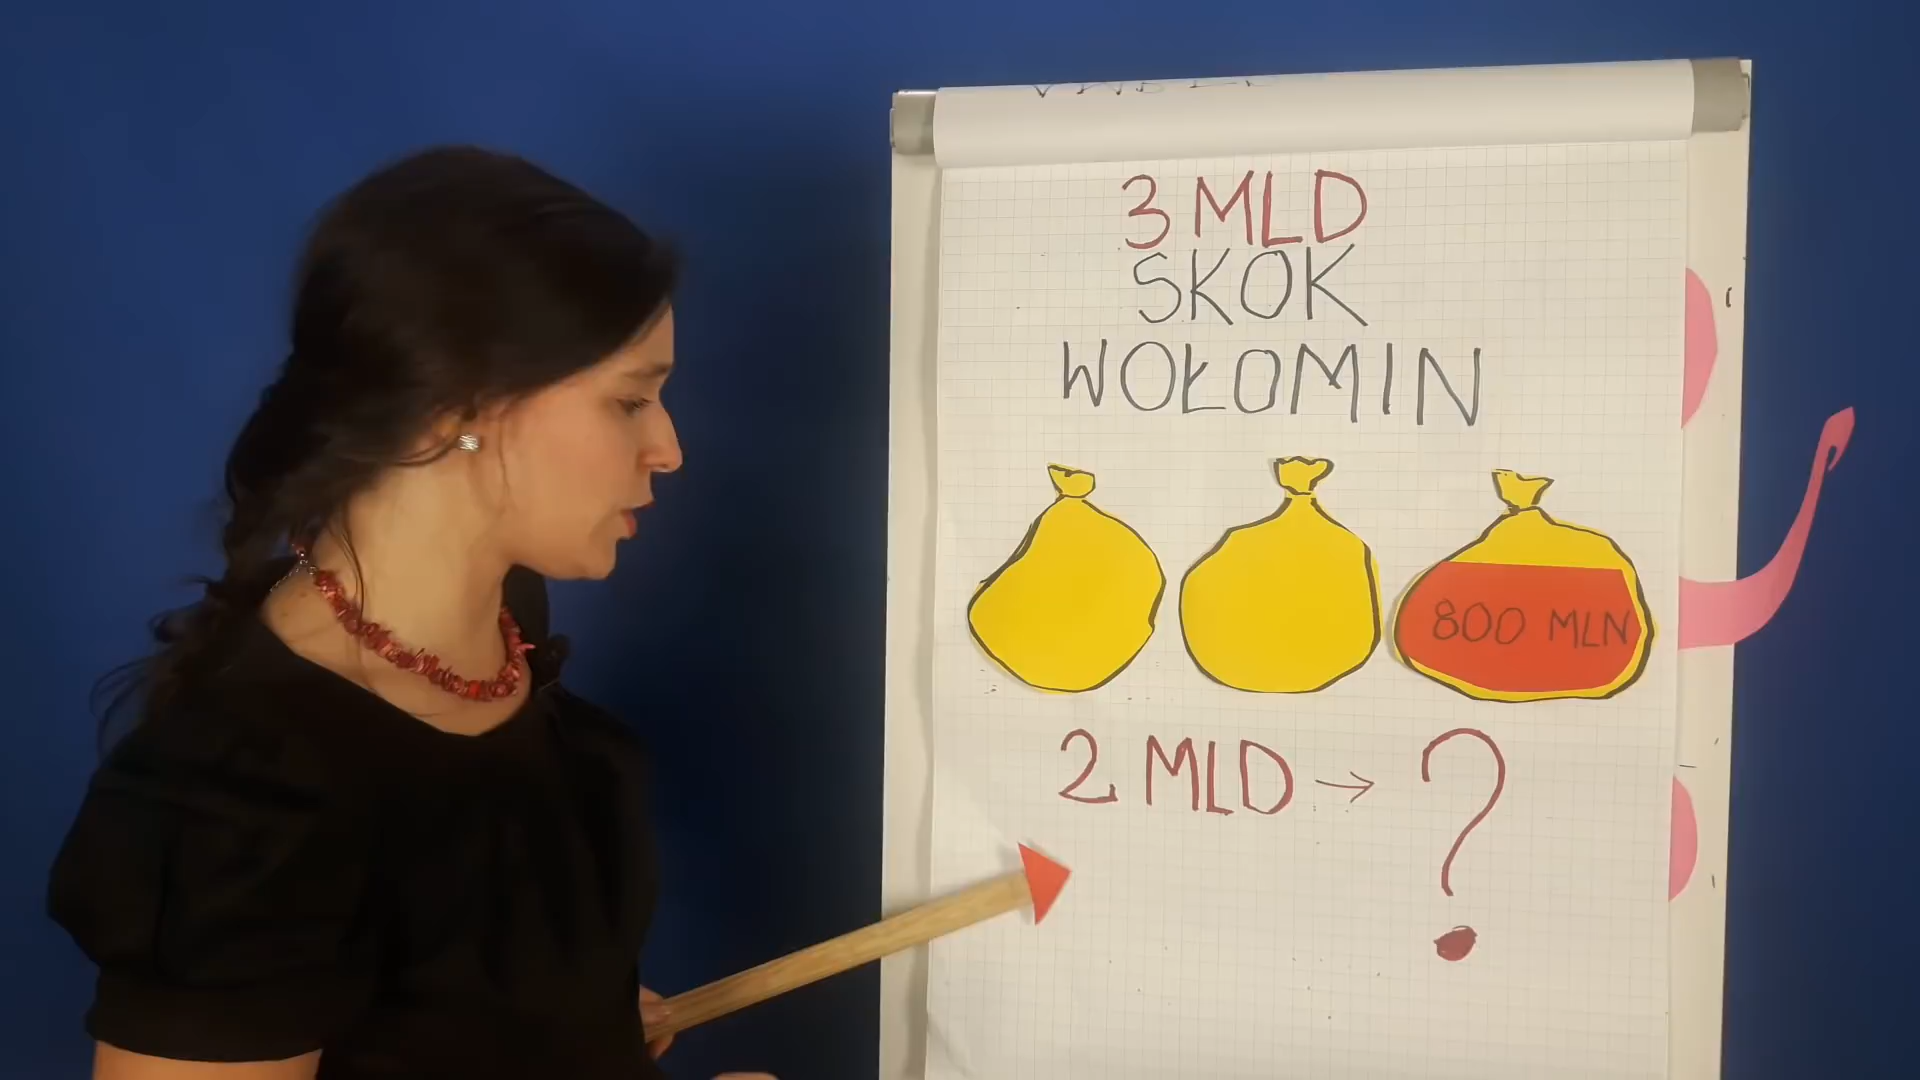 3 MLD
SKOK
WOŁOMIN
800 MLN
2 MLD → ?